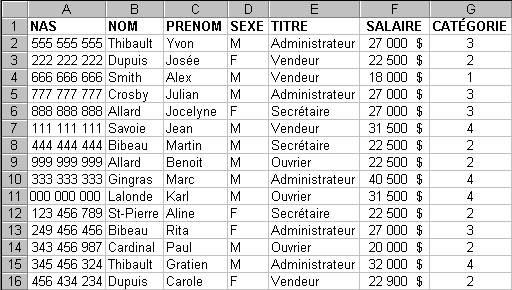 A B C D E F G
1 NAS NOM PRENOM SEXE TITRE SALAIRE CATÉGORIE
2 555 555 555 Thibault Yvon M Administrateur 27 000 $ 3
3 222 222 222 Dupuis Josée F Vendeur 22 500 $ 2
4 666 666 666 Smith Alex M Vendeur 18 000 $ 1
5 777 777 777 Crosby Julian M Administrateur 27 000 $ 3
6 888 888 888 Allard Jocelyne F Secrétaire 27 000 $ 3
7 111 111 111 Savoie Jean M Vendeur 31 500 $ 4
8 444 444 444 Bibeau Martin M Secrétaire 22 500 $ 2
9 999 999 999 Allard Benoit M Ouvrier 22 500 $ 2
10 333 333 333 Gingras Marc M Administrateur 40 500 $ 4
11 000 000 000 Lalonde Karl M Ouvrier 31 500 $ 4
12 123 456 789 St-Pierre Aline F Secrétaire 22 500 $ 2
13 249 456 456 Bibeau Rita F Administrateur 27 500 $ 3
14 343 456 987 Cardinal Paul M Ouvrier 20 000 $ 2
15 345 456 324 Thibault Gratien M Administrateur 32 000 $ 4
16 456 434 234 Dupuis Carole F Vendeur 22 900 $ 2